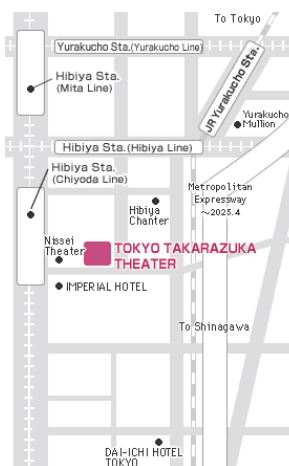 To Tokyo
Yurakucho Sta.(Yurakucho Line)
JR Yurakucho Sta.
Hibiya Sta.
(Mita Line)
Yurakucho
Mullion
Hibiya Sta. (Hibiya Line)
Hibiya Sta.
(Chiyoda Line)
Metropolitan
Expressway
～2025.4
Hibiya
Chanter
Nissei
Theater
TOKYO TAKARAZUKA
THEATER
IMPERIAL HOTEL
To Shinagawa
DAI-ICHI HOTEL
TOKYO